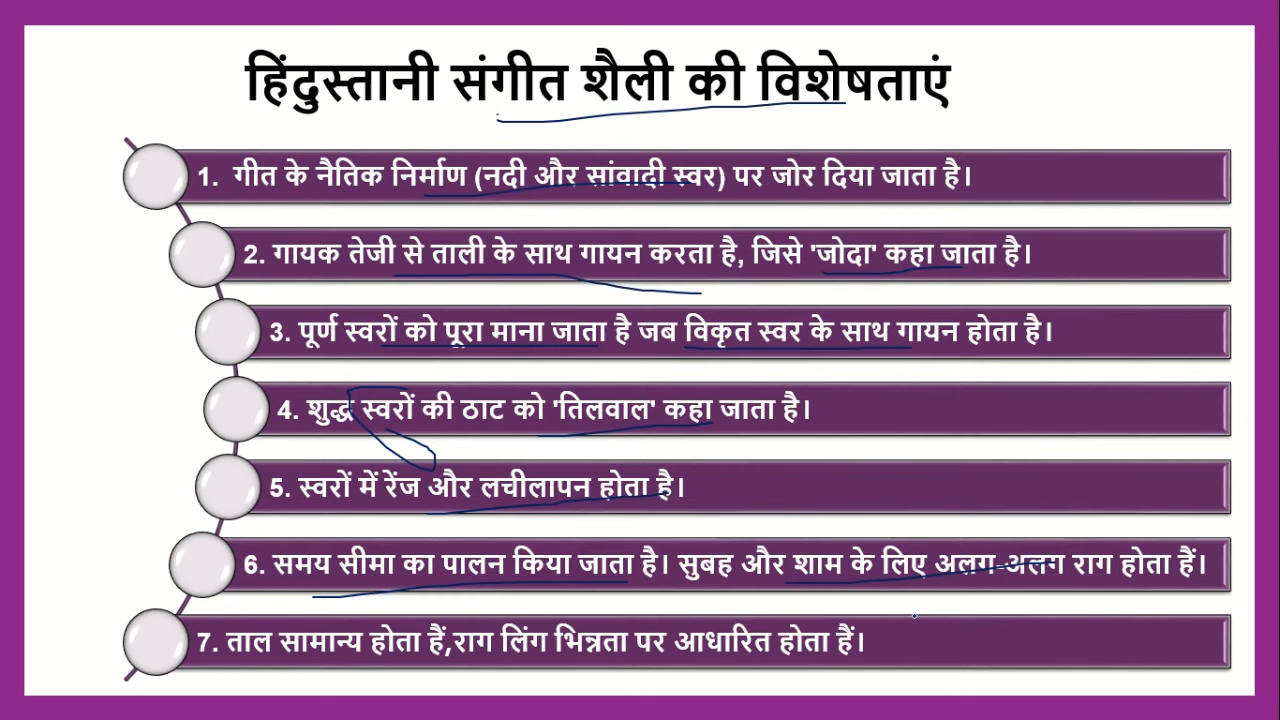 हिंदुस्तानी संगीत शैली की विशेषताएं
1. गीत के नैतिक निर्माण (नदी और सांवादी स्वर) पर जोर दिया जाता है।
2. गायक तेजी से ताली के साथ गायन करता है, जिसे 'जोदा' कहा जाता है।
3. पूर्ण स्वरों को पूरा माना जाता है जब विकृत स्वर के साथ गायन होता है।
4. शुद्ध स्वरों की ठाट को 'तिलवाल' कहा जाता है।
5. स्वरों में रेंज और लचीलापन होता है।
6. समय सीमा का पालन किया जाता है। सुबह और शाम के लिए अलग-अलग राग होता हैं।
7. ताल सामान्य होता हैं,राग लिंग भिन्नता पर आधारित होता हैं।